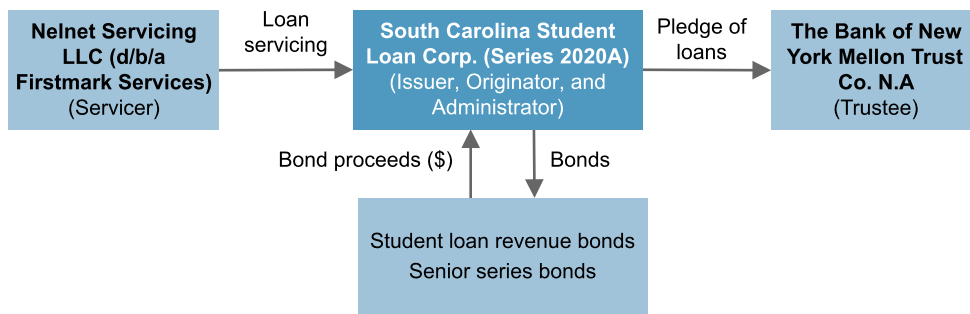 Nelnet Servicing
LLC (d/b/a
Firstmark Services)
(Servicer)
Loan
servicing
South Carolina Student
Loan Corp. (Series 2020A)
(Issuer, Originator, and
Administrator)
Pledge of
loans
The Bank of New
York Mellon Trust
Co. N.A
(Trustee)
Bond proceeds ($)
Bonds
Student loan revenue bonds
Senior series bonds